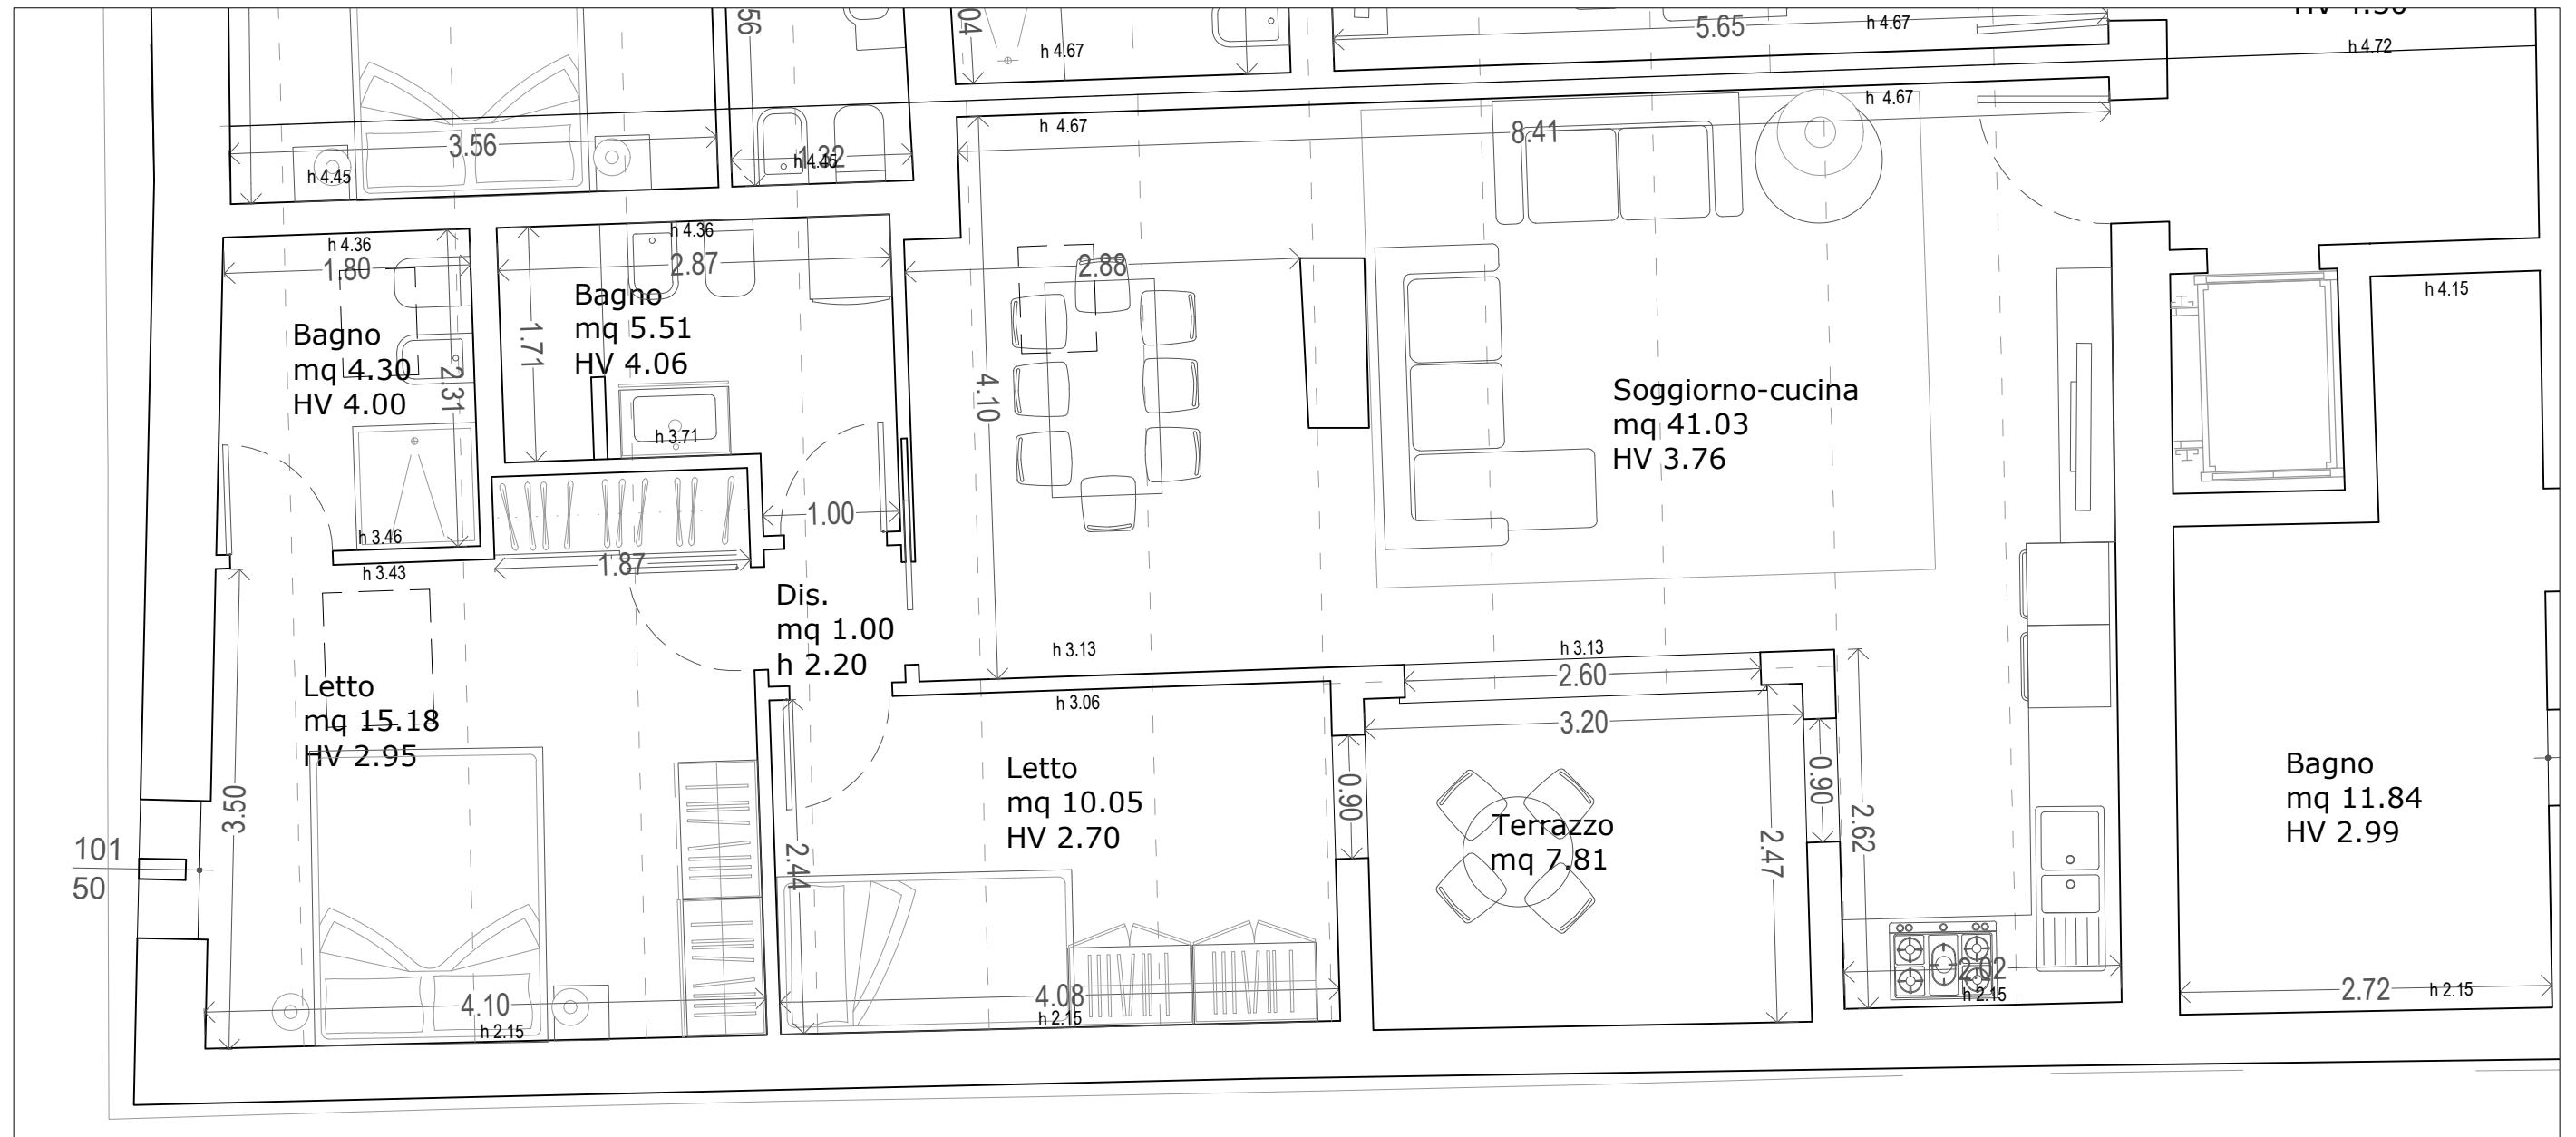 56
04
5.65
h 4.67
h 4.67
h 4.72
3.56
h 4.45
1.32
h 4.45
h 4.67
8.41
h 4.67
h 4.36
1.80
h 4.36
2.87
2.88
h 4.15
Bagno
mq 4.30
HV 4.00
2.31
1.71
Bagno
mq 5.51
HV 4.06
h 3.71
4.10
Soggiorno-cucina
mq 41.03
HV 3.76
1.00
h 3.46
h 3.43
1.87
Dis.
mq 1.00
h 2.20
h 3.13
h 3.13
2.60
h 3.06
3.20
Letto
mq 15.18
HV 2.95
3.50
101
50
Letto
mq 10.05
HV 2.70
2.44
0.90
Terrazzo
mq 7.81
2.47
0.90
2.62
Bagno
mq 11.84
HV 2.99
4.10
h 2.15
4.08
h 2.15
2.02
h 2.15
2.72
h 2.15